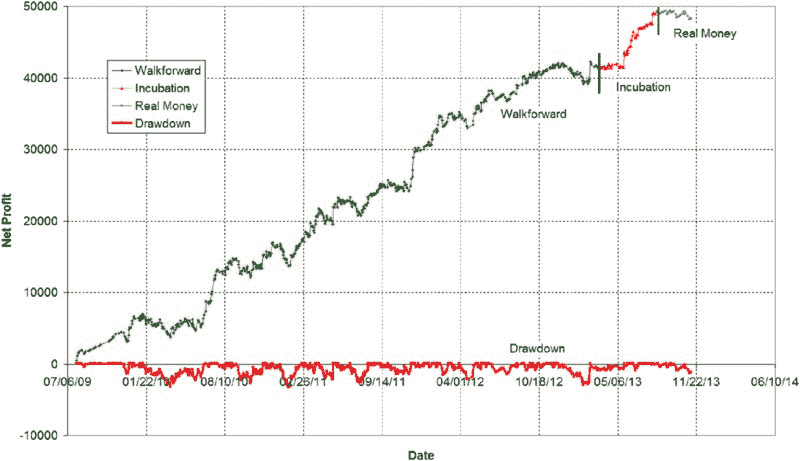 50000
40000
30000
20000
10000
0
-10000
Net Profit
Walkforward
Incubation
Real Money
Drawdown
Real Money
Incubation
Walkforward
Drawdown
07/06/09
01/22/10
08/10/10
02/26/11
09/14/11
04/01/12
10/18/12
05/06/13
11/22/13
06/10/14
Date